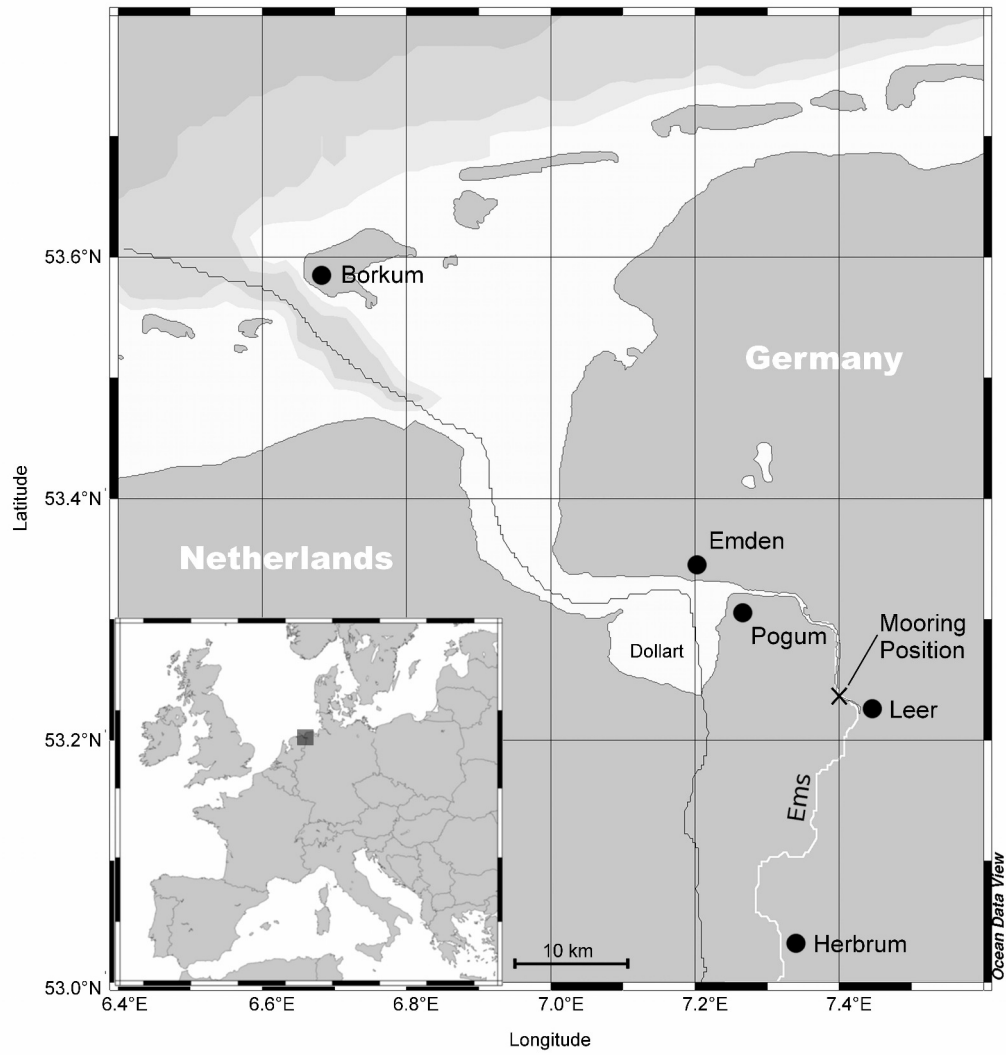 53.6°N
53.4°N
53.2°N
53.0°N
Latitude
6.4°E
6.6°E
6.8°E
7.0°E
7.2°E
7.4°E
Longitude
Borkum
Germany
Netherlands
Emden
Pogum
Dollart
Mooring
Position
Leer
Ems
Herbrum
10 km
Ocean Data View